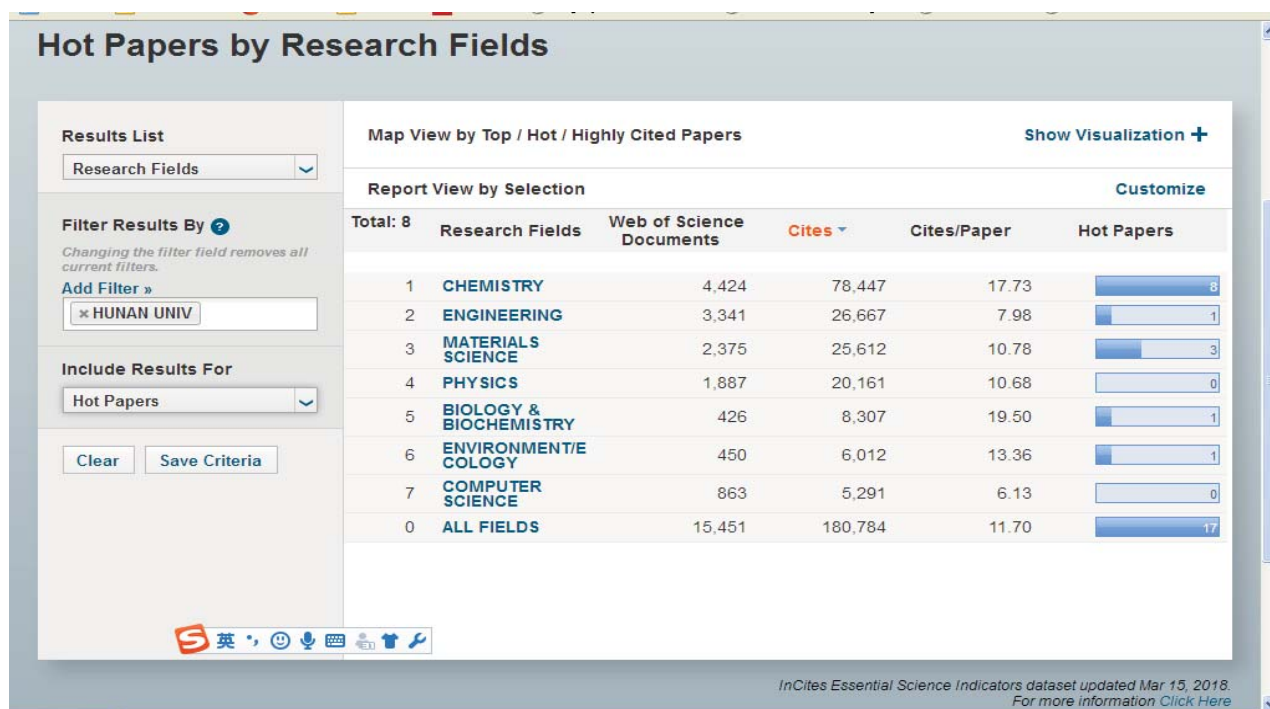 Hot Papers by Research Fields
Results List
Research Fields
Filter Results By ?
Changing the filter field removes all
current filters.
Add Filter »
× HUNAN UNIV
Include Results For
Hot Papers
Clear Save Criteria
Map View by Top / Hot / Highly Cited Papers Show Visualization +
Report View by Selection Customize
Total: 8 Research Fields Web of Science Documents Cites Cites/Paper Hot Papers
1 CHEMISTRY 4,424 78,447 17.73 8
2 ENGINEERING 3,341 26,667 7.98 1
3 MATERIALS SCIENCE 2,375 25,612 10.78 3
4 PHYSICS 1,887 20,161 10.68 0
5 BIOLOGY & BIOCHEMISTRY 426 8,307 19.50 1
6 ENVIRONMENT/E COLOGY 450 6,012 13.36 1
7 COMPUTER SCIENCE 863 5,291 6.13 0
0 ALL FIELDS 15,451 180,784 11.70 17
S 英
InCites Essential Science Indicators dataset updated Mar 15, 2018.
For more information Click Here